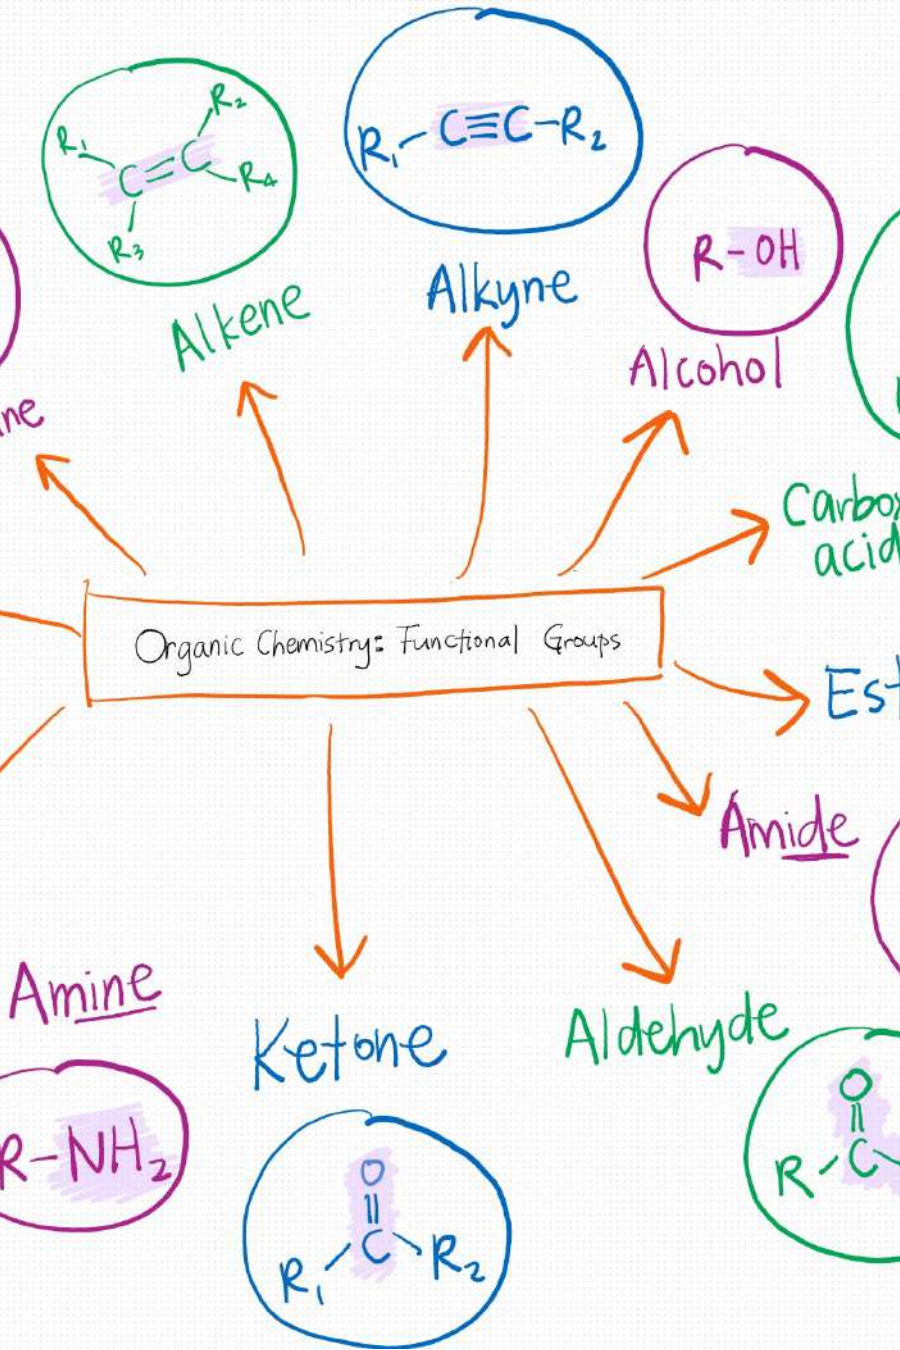 R₁ C=C R₂
R₃ R₄
Alkene
R₁-C≡C-R₂
Alkyne
R-OH
Alcohol
acid
Organic Chemistry: Functional Groups
Amide
Amine
R-NH₂
Ketone
O
R₁ C R₂
Aldehyde
O
R C